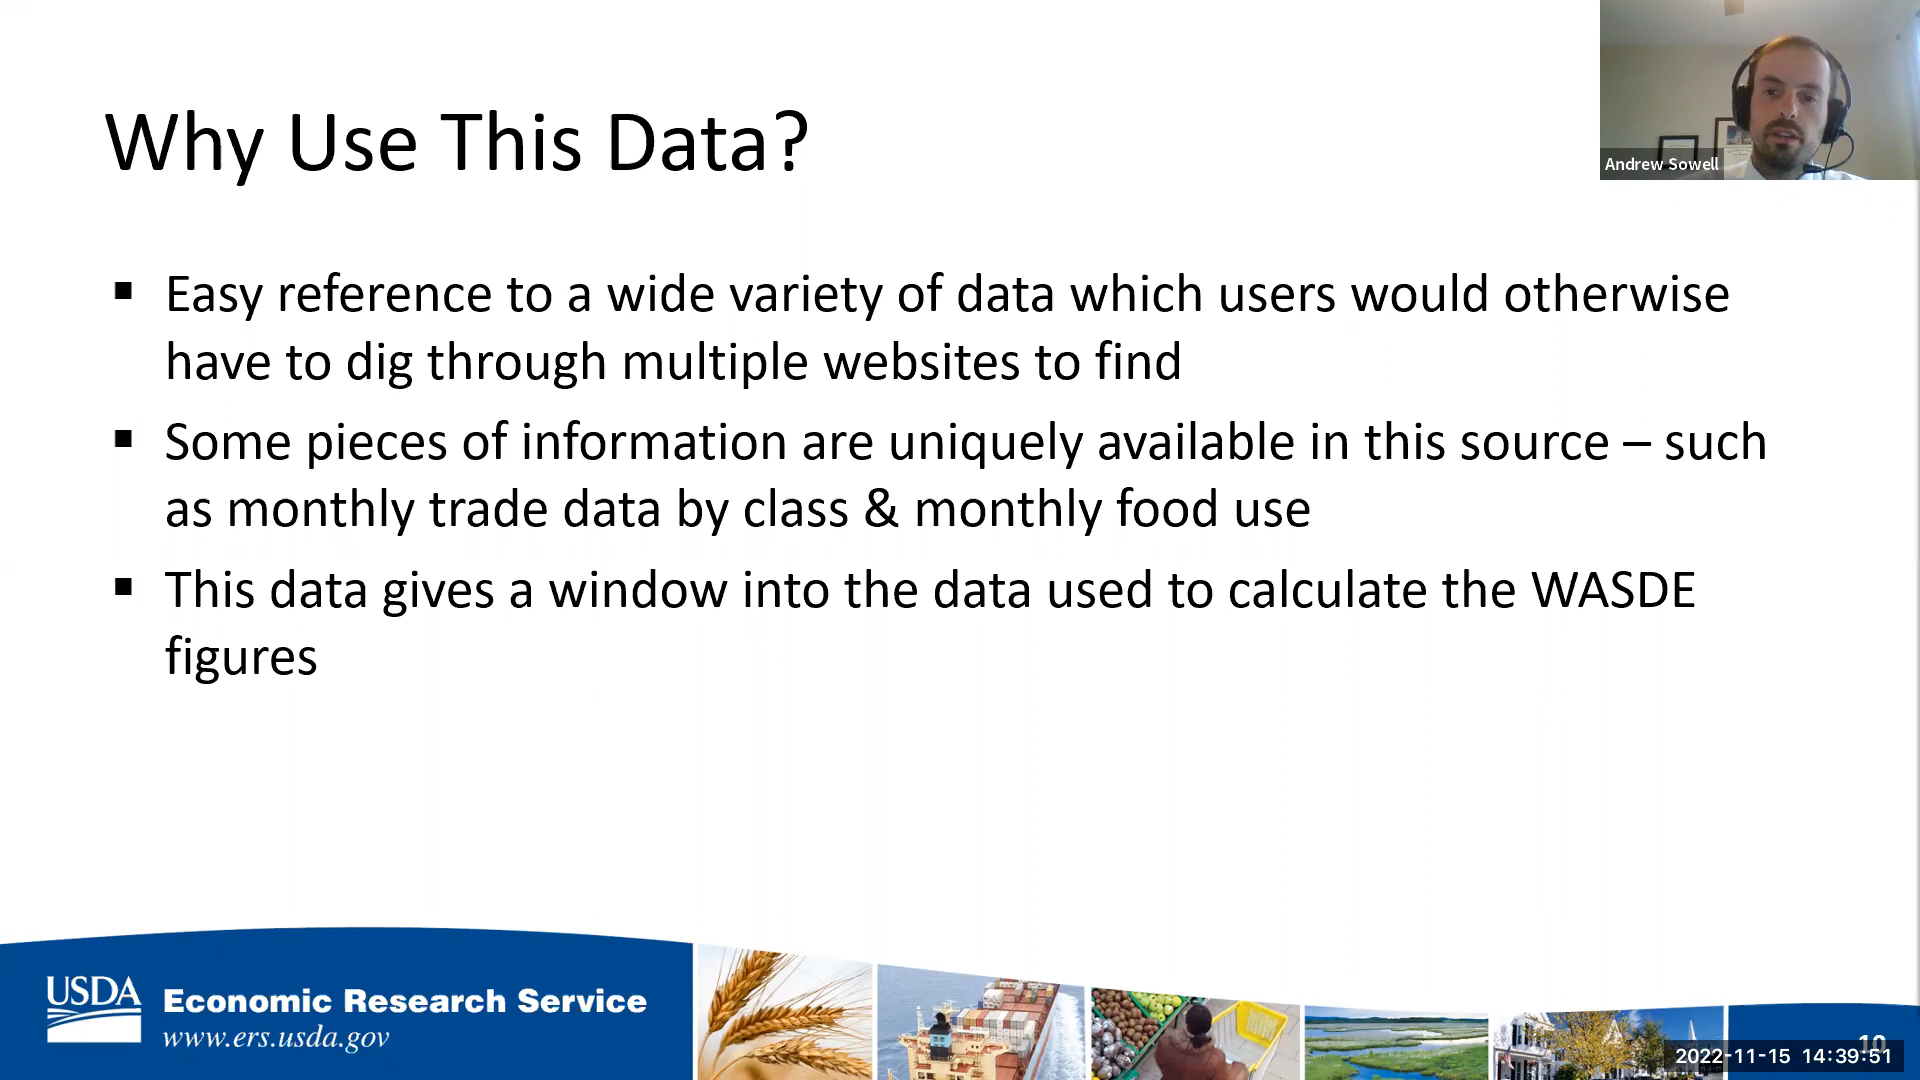 Why Use This Data?
Andrew Sowell
▪ Easy reference to a wide variety of data which users would otherwise
have to dig through multiple websites to find
▪ Some pieces of information are uniquely available in this source – such
as monthly trade data by class & monthly food use
▪ This data gives a window into the data used to calculate the WASDE
figures
USDA
Economic Research Service
www.ers.usda.gov
10
2022-11-15 14:39:51